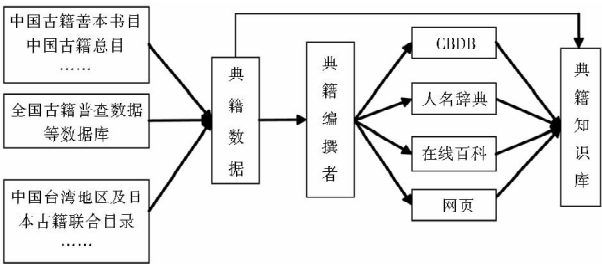 中国古籍善本书目
中国古籍总目
……
全国古籍普查数据
等数据库
中国台湾地区及日
本古籍联合目录
……
典籍数据
典籍编撰者
CBDB
人名辞典
在线百科
网页
典籍知识库